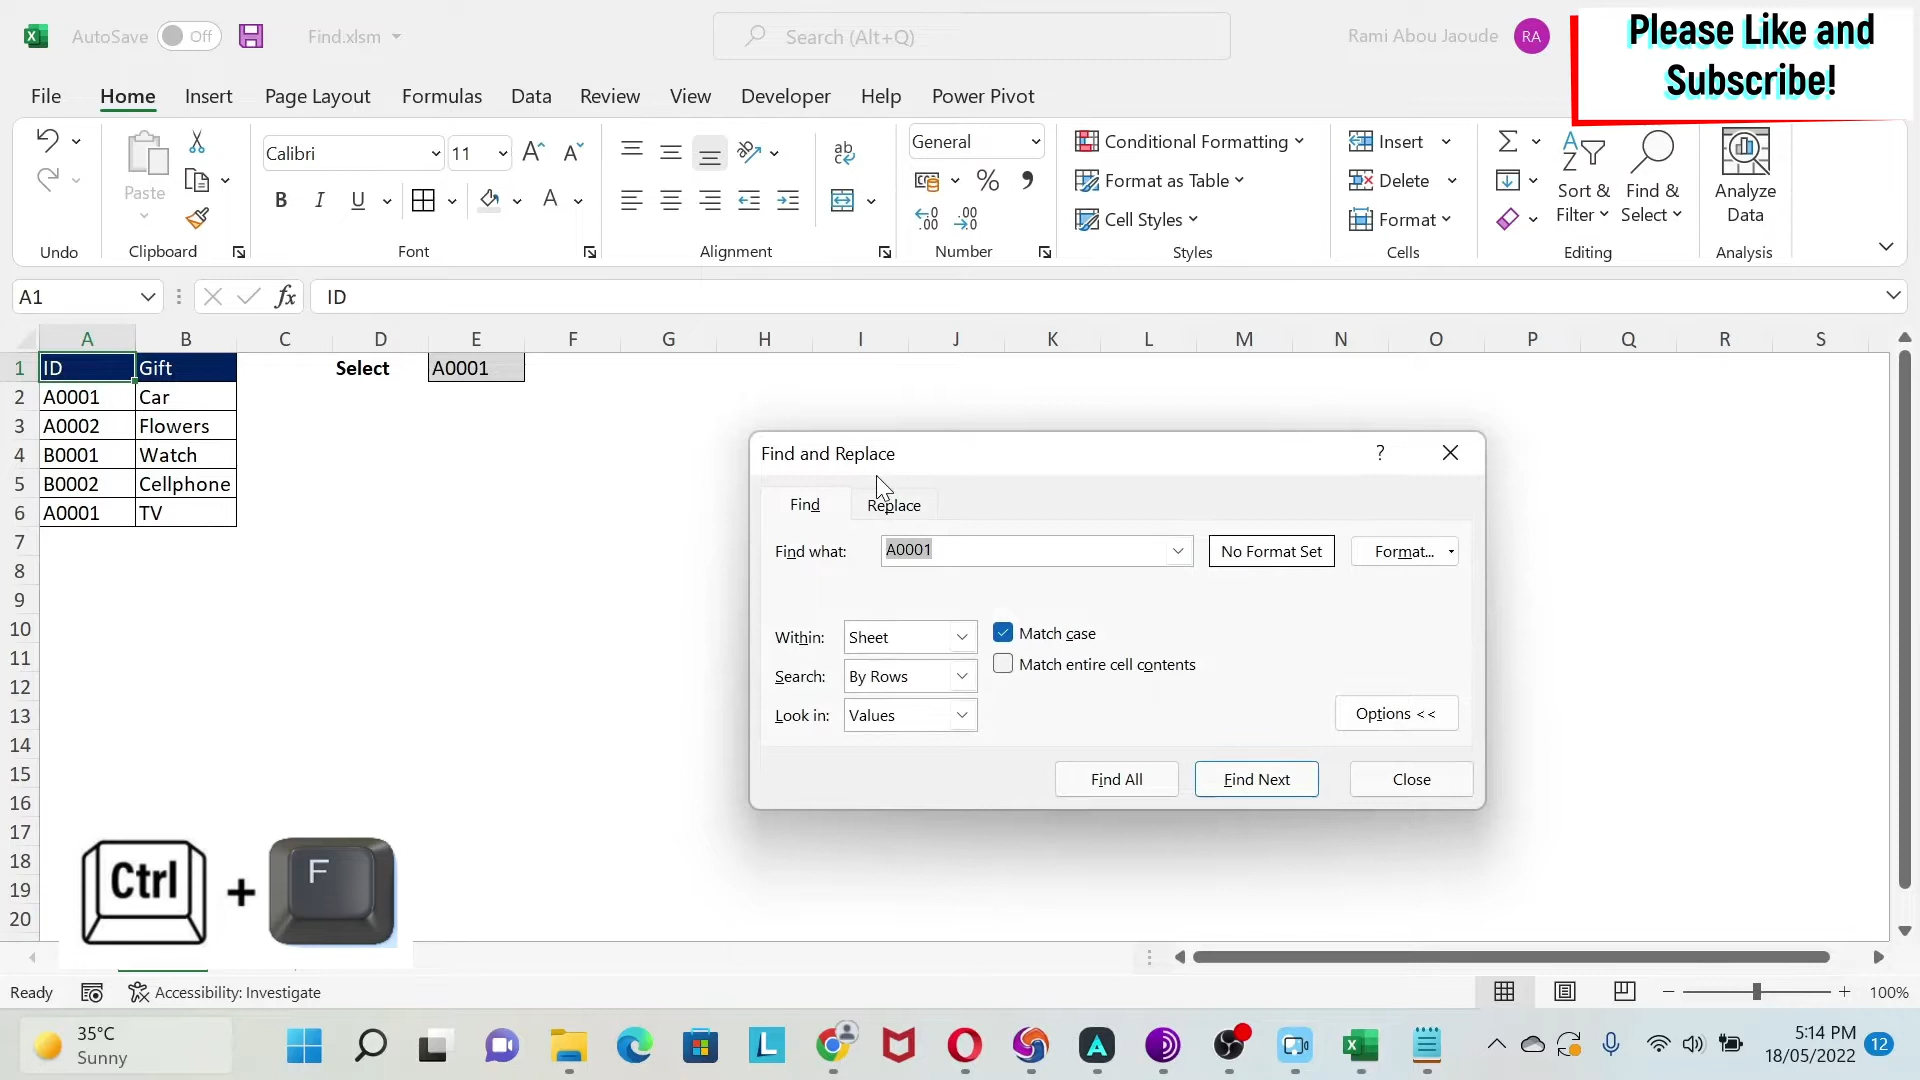 AutoSave Off Find.xlsm Search (Alt+Q) Rami Abou Jaoude RA
Please Like and
Subscribe!
File Home Insert Page Layout Formulas Data Review View Developer Help Power Pivot
Paste
Calibri 11
B I U A
ab
General
% ,
Conditional Formatting
Format as Table
Cell Styles
Insert
Delete
Format
Sort &
Filter
Find &
Select
Analyze
Data
Undo Clipboard Font Alignment Number Styles Cells Editing Analysis
A1 fx ID
A B C D E F G H I J K L M N O P Q R S
1 ID Gift Select A0001
2 A0001 Car
3 A0002 Flowers
4 B0001 Watch
5 B0002 Cellphone
6 A0001 TV
7
8
9
10
11
12
13
14
15
16
17
18
19
20
Find and Replace ?
Find Replace
Find what: A0001 No Format Set Format...
Within: Sheet Match case
Match entire cell contents
Search: By Rows
Look in: Values Options <<
Find All Find Next Close
Ctrl + F
Ready Accessibility: Investigate 100%
35°C
Sunny
5:14 PM
18/05/2022
12